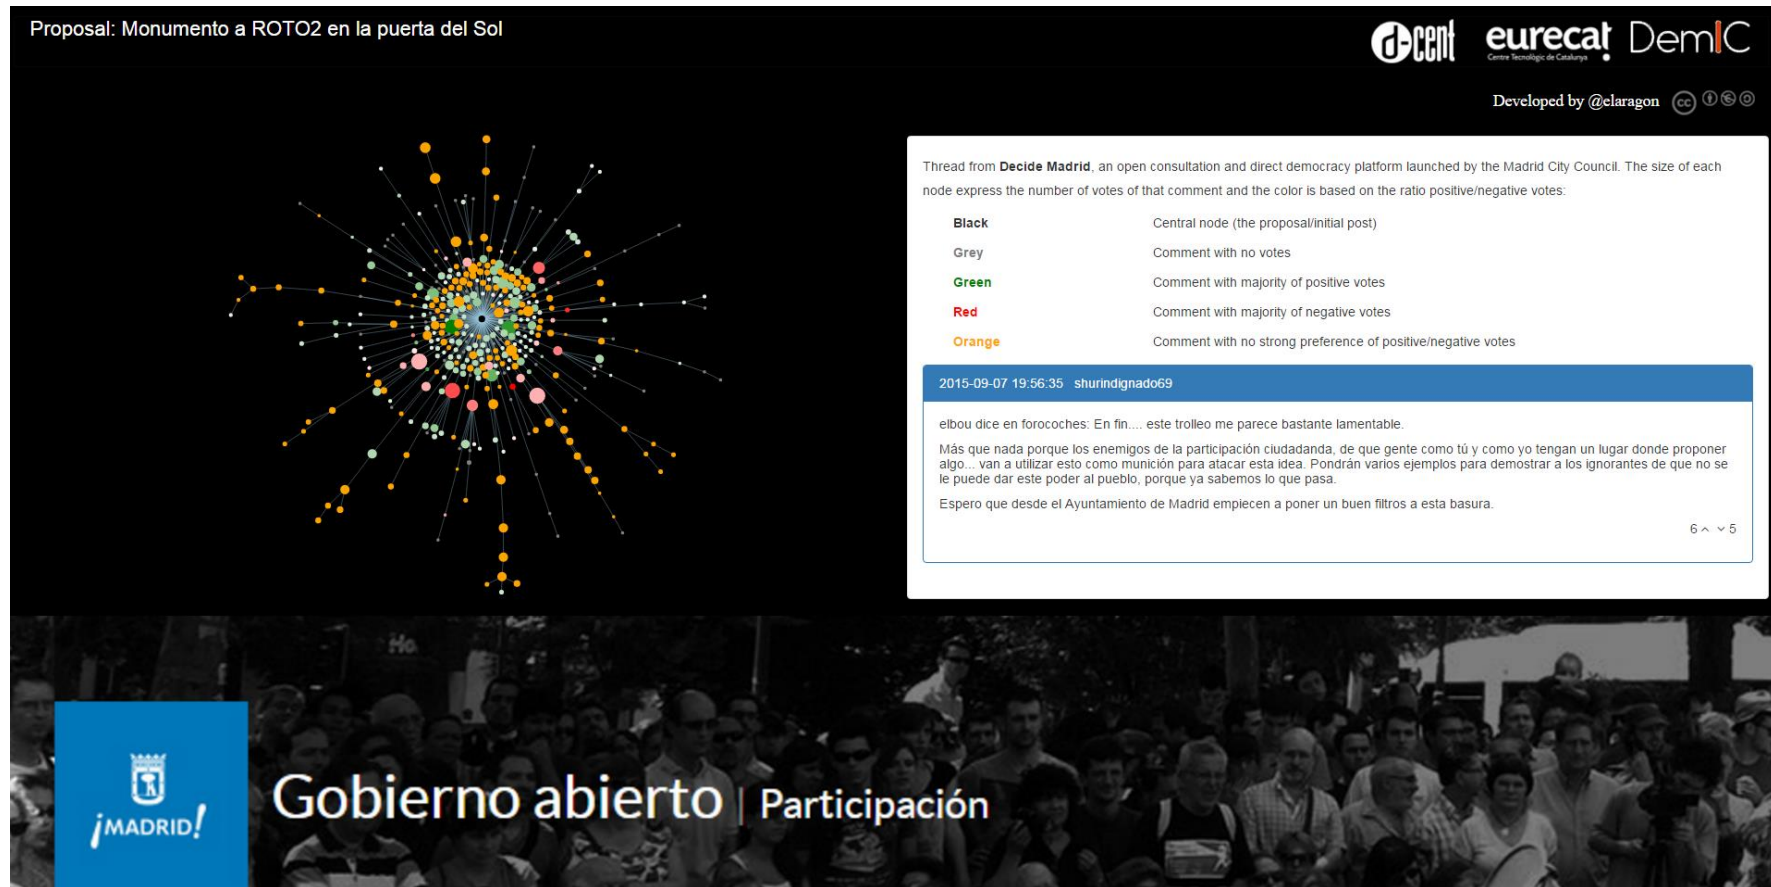 Proposal: Monumento a ROTO2 en la puerta del Sol
d-cent
eurecat
Centre Tecnològic de Catalunya
DemIC
Developed by @elaragon
cc
Thread from Decide Madrid, an open consultation and direct democracy platform launched by the Madrid City Council. The size of each
node express the number of votes of that comment and the color is based on the ratio positive/negative votes:
Black Central node (the proposal/initial post)
Grey Comment with no votes
Green Comment with majority of positive votes
Red Comment with majority of negative votes
Orange Comment with no strong preference of positive/negative votes
2015-09-07 19:56:35 shurindignado69
elbou dice en forocoches: En fin.... este trolleo me parece bastante lamentable.
Más que nada porque los enemigos de la participación ciudadanda, de que gente como tú y como yo tengan un lugar donde proponer
algo... van a utilizar esto como munición para atacar esta idea. Pondrán varios ejemplos para demostrar a los ignorantes de que no se
le puede dar este poder al pueblo, porque ya sabemos lo que pasa.
Espero que desde el Ayuntamiento de Madrid empiecen a poner un buen filtros a esta basura.
6 5
¡MADRID!
Gobierno abierto | Participación